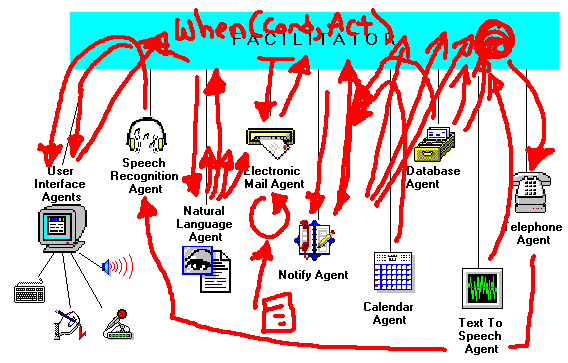 When(Cond, Act)
FACILITATOR
User
Interface
Agents
Speech
Recognition
Agent
Natural
Language
Agent
Electronic
Mail Agent
Notify Agent
Calendar
Agent
Database
Agent
Text To
Speech
Agent
Telephone
Agent